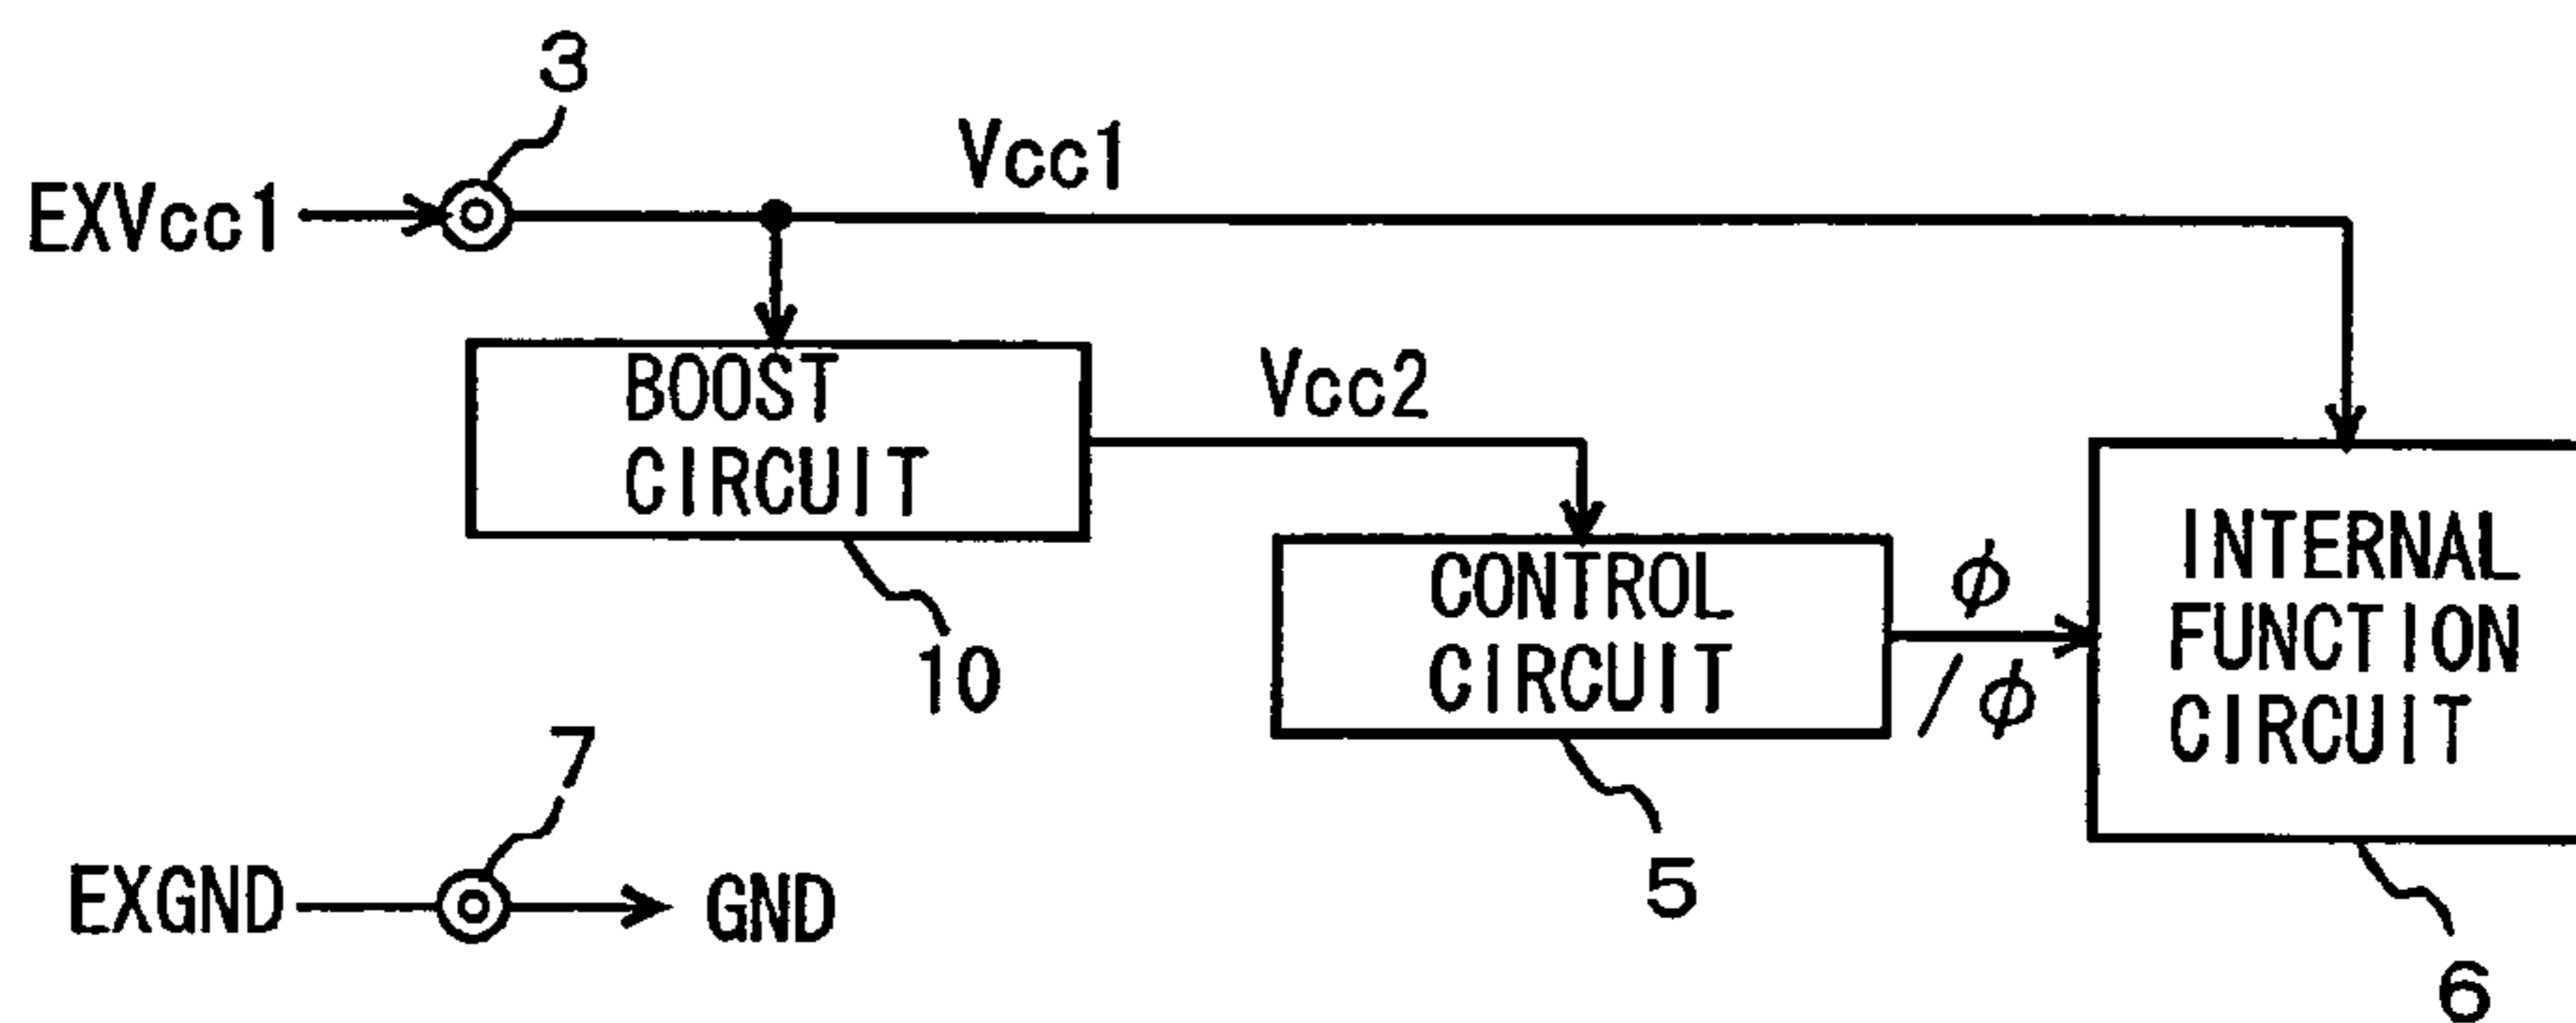 3
EXVcc1
Vcc1
BOOST
CIRCUIT
Vcc2
10
CONTROL
CIRCUIT
φ
/φ
INTERNAL
FUNCTION
CIRCUIT
7
EXGND
GND
5
6